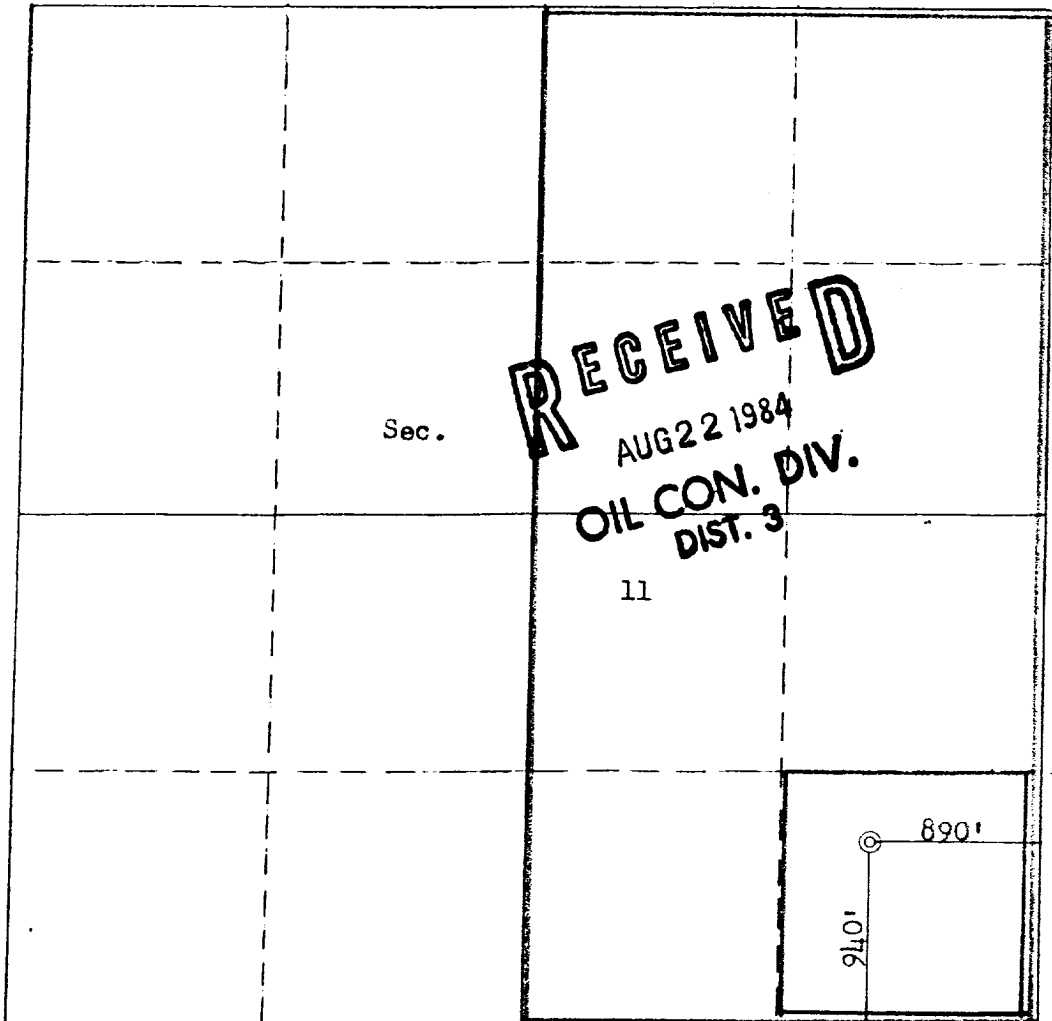 RECEIVED
Sec.
AUG 22 1984
OIL CON. DIV.
DIST. 3
11
890'
940'